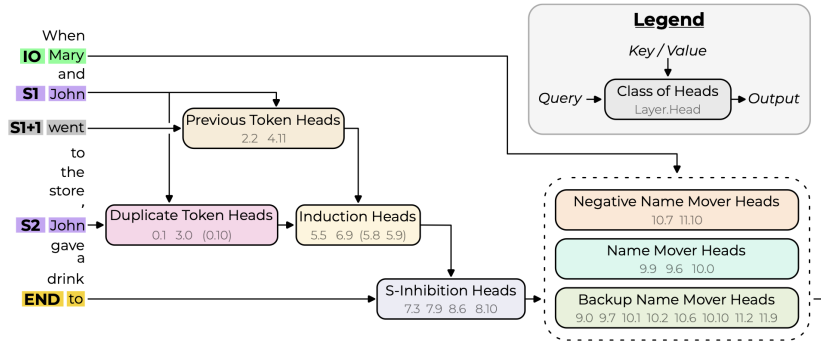 When
IO Mary
and
S1 John
S1+1 went
to
the
store
,
S2 John
gave
a
drink
END to
Previous Token Heads
2.2 4.11
Duplicate Token Heads
0.1 3.0 (0.10)
Induction Heads
5.5 6.9 (5.8 5.9)
S-Inhibition Heads
7.3 7.9 8.6 8.10
Legend
Key / Value
Query
Class of Heads
Layer.Head
Output
Negative Name Mover Heads
10.7 11.10
Name Mover Heads
9.9 9.6 10.0
Backup Name Mover Heads
9.0 9.7 10.1 10.2 10.6 10.10 11.2 11.9